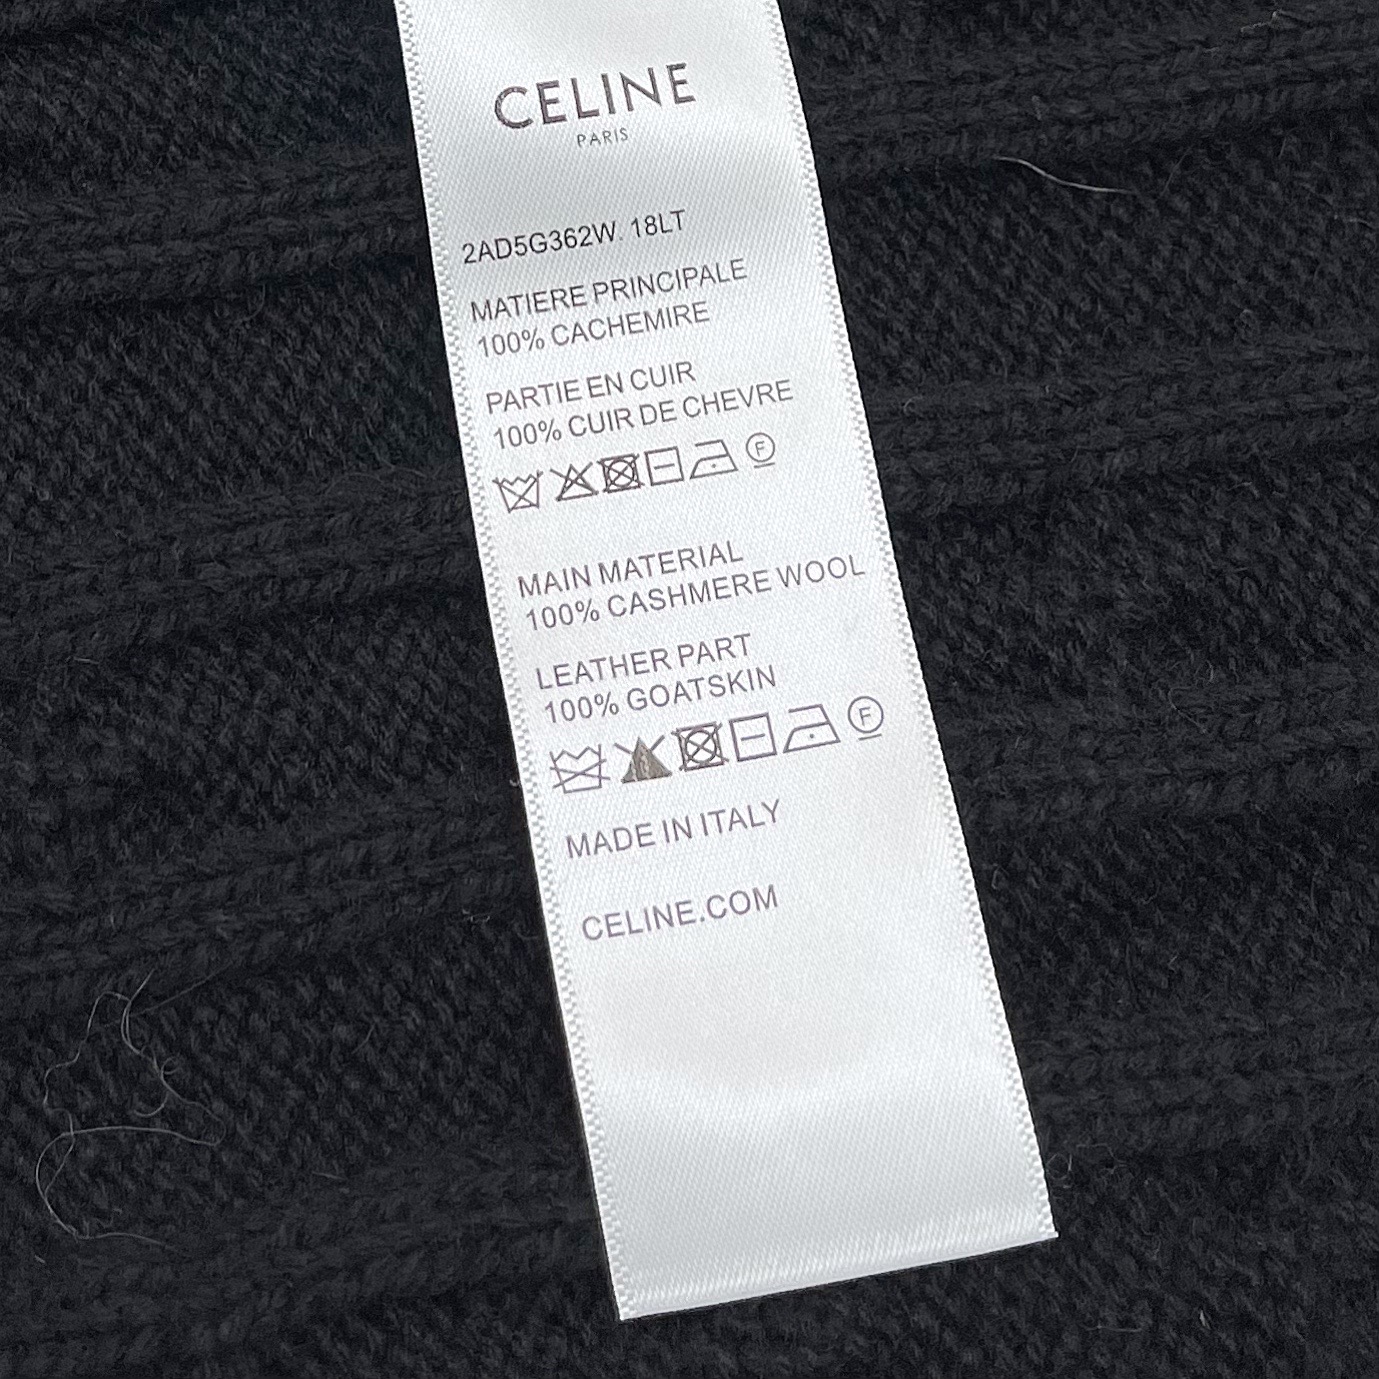 CELINE
PARIS
2AD5G362W. 18LT
MATIERE PRINCIPALE
100% CACHEMIRE
PARTIE EN CUIR
100% CUIR DE CHEVRE
F
MAIN MATERIAL
100% CASHMERE WOOL
LEATHER PART
100% GOATSKIN
F
MADE IN ITALY
CELINE.COM